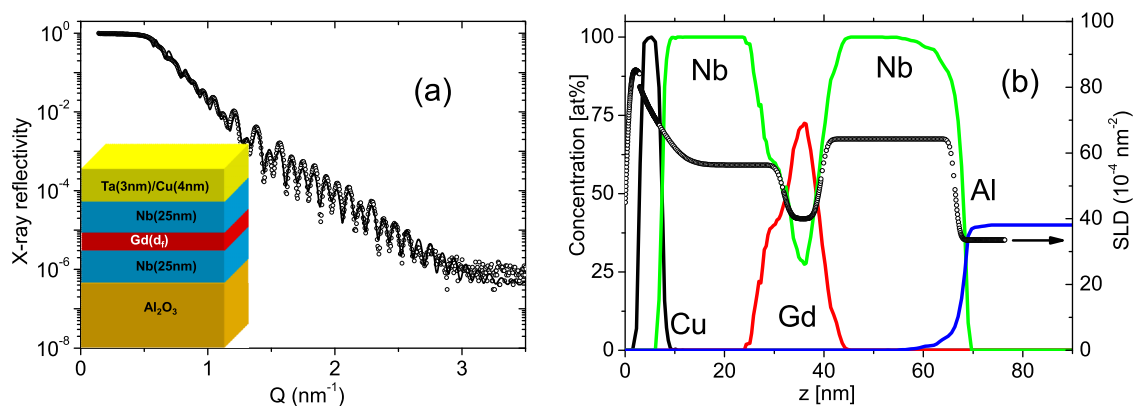 (a)
X-ray reflectivity
10⁰
10⁻²
10⁻⁴
10⁻⁶
10⁻⁸
0 1 2 3
Q (nm⁻¹)
Ta(3nm)/Cu(4nm)
Nb(25nm)
Gd(d_f)
Nb(25nm)
Al₂O₃
(b)
Concentration [at%]
100
75
50
25
0
0 20 40 60 80
z [nm]
Nb
Nb
Al
Cu
Gd
100
80
60
40
20
0
SLD [10⁻⁴ nm⁻²]